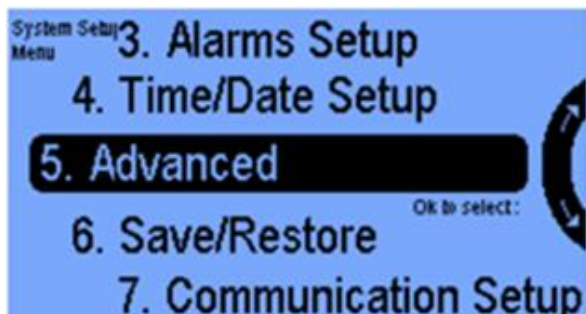 System Setup
Menu
3. Alarms Setup
4. Time/Date Setup
5. Advanced
Ok to select:
6. Save/Restore
7. Communication Setup